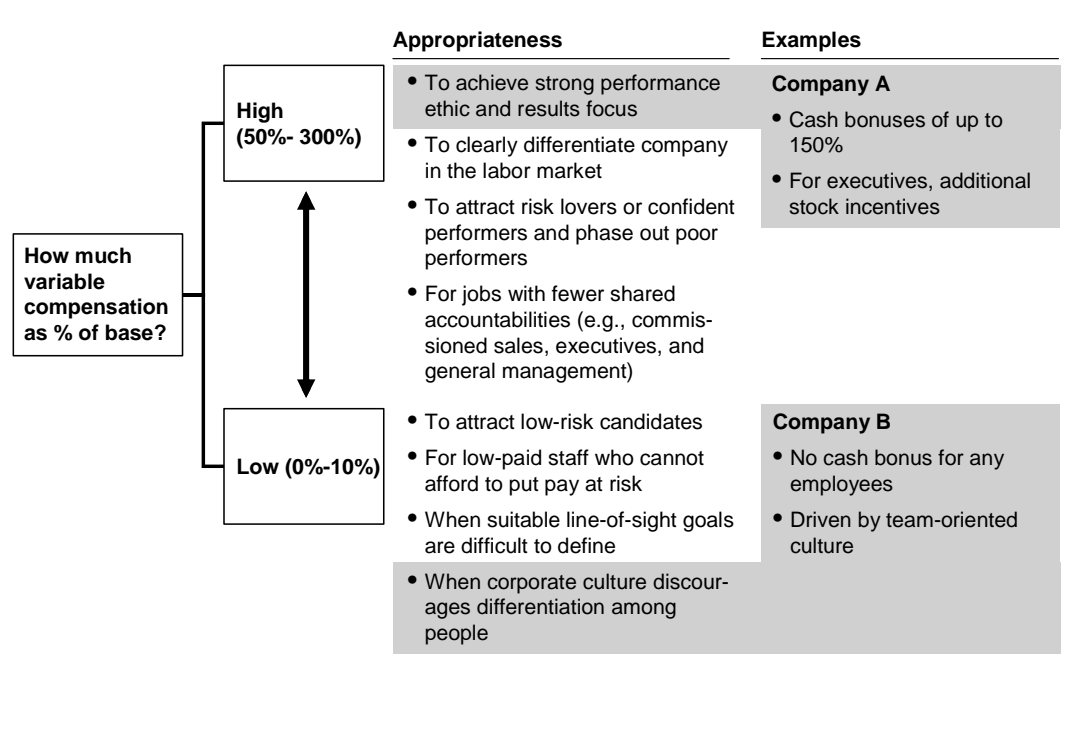 Appropriateness
Examples
How much
variable
compensation
as % of base?
High
(50%- 300%)
• To achieve strong performance
ethic and results focus
• To clearly differentiate company
in the labor market
• To attract risk lovers or confident
performers and phase out poor
performers
• For jobs with fewer shared
accountabilities (e.g., commis-
sioned sales, executives, and
general management)
Company A
• Cash bonuses of up to
150%
• For executives, additional
stock incentives
Low (0%-10%)
• To attract low-risk candidates
• For low-paid staff who cannot
afford to put pay at risk
• When suitable line-of-sight goals
are difficult to define
• When corporate culture discour-
ages differentiation among
people
Company B
• No cash bonus for any
employees
• Driven by team-oriented
culture